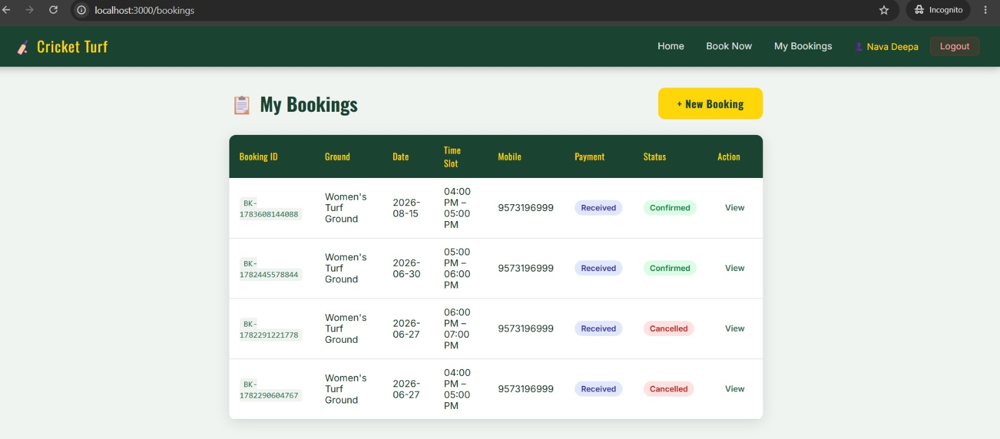 localhost:3000/bookings
Incognito
Cricket Turf
Home
Book Now
My Bookings
Nava Deepa
Logout
My Bookings
+ New Booking
Booking ID
Ground
Date
Time
Slot
Mobile
Payment
Status
Action
BK-
1783608144088
Women's
Turf
Ground
2026-
08-15
04:00
PM –
05:00
PM
9573196999
Received
Confirmed
View
BK-
1782445578844
Women's
Turf
Ground
2026-
06-30
05:00
PM –
06:00
PM
9573196999
Received
Confirmed
View
BK-
1782291221778
Women's
Turf
Ground
2026-
06-27
06:00
PM –
07:00
PM
9573196999
Received
Cancelled
View
BK-
1782290604767
Women's
Turf
Ground
2026-
06-27
04:00
PM –
05:00
PM
9573196999
Received
Cancelled
View